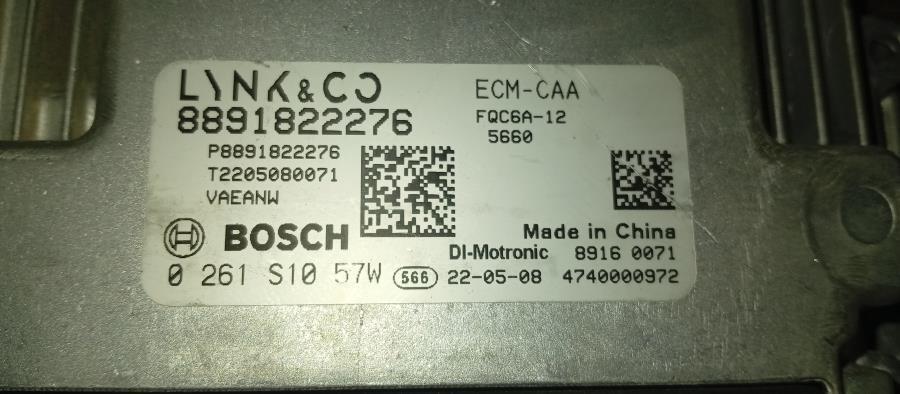 LYNK & CO
ECM-CAA
8891822276
FQC6A-12
5660
P8891822276
T2205080071
VAEANW
BOSCH
Made in China
DI-Motronic 8916 0071
0 261 S10 57W 566 22-05-08 4740000972